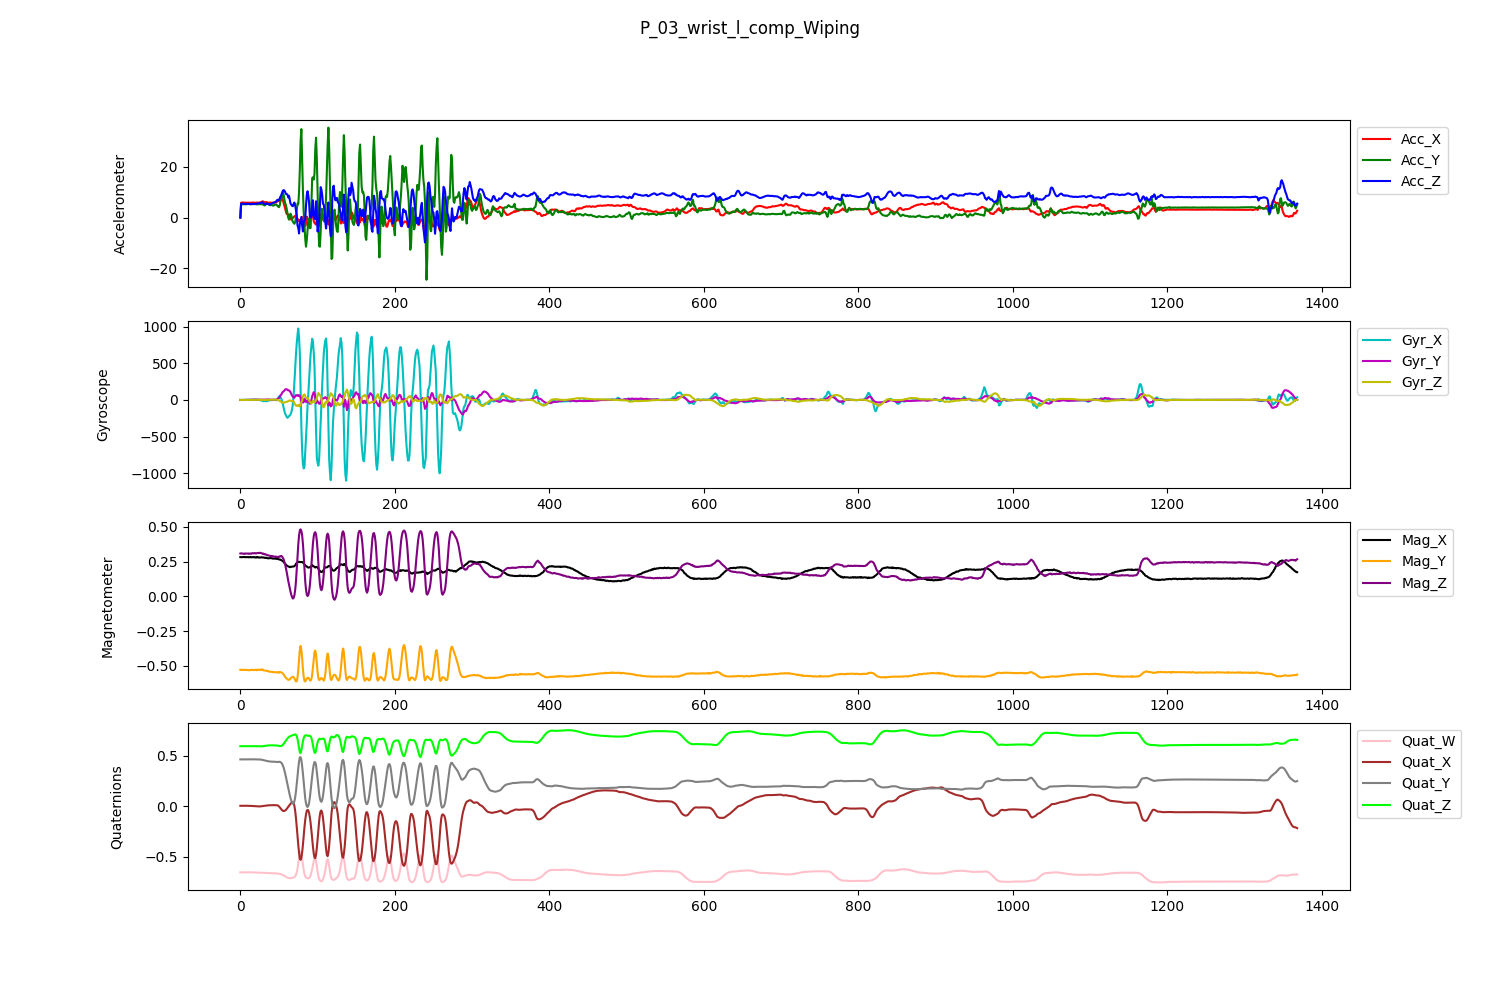 P_03_wrist_l_comp_Wiping
Accelerometer
20
0
−20
0 200 400 600 800 1000 1200 1400
Acc_X
Acc_Y
Acc_Z
Gyroscope
1000
500
0
−500
−1000
0 200 400 600 800 1000 1200 1400
Gyr_X
Gyr_Y
Gyr_Z
Magnetometer
0.50
0.25
0.00
−0.25
−0.50
0 200 400 600 800 1000 1200 1400
Mag_X
Mag_Y
Mag_Z
Quaternions
0.5
0.0
−0.5
0 200 400 600 800 1000 1200 1400
Quat_W
Quat_X
Quat_Y
Quat_Z